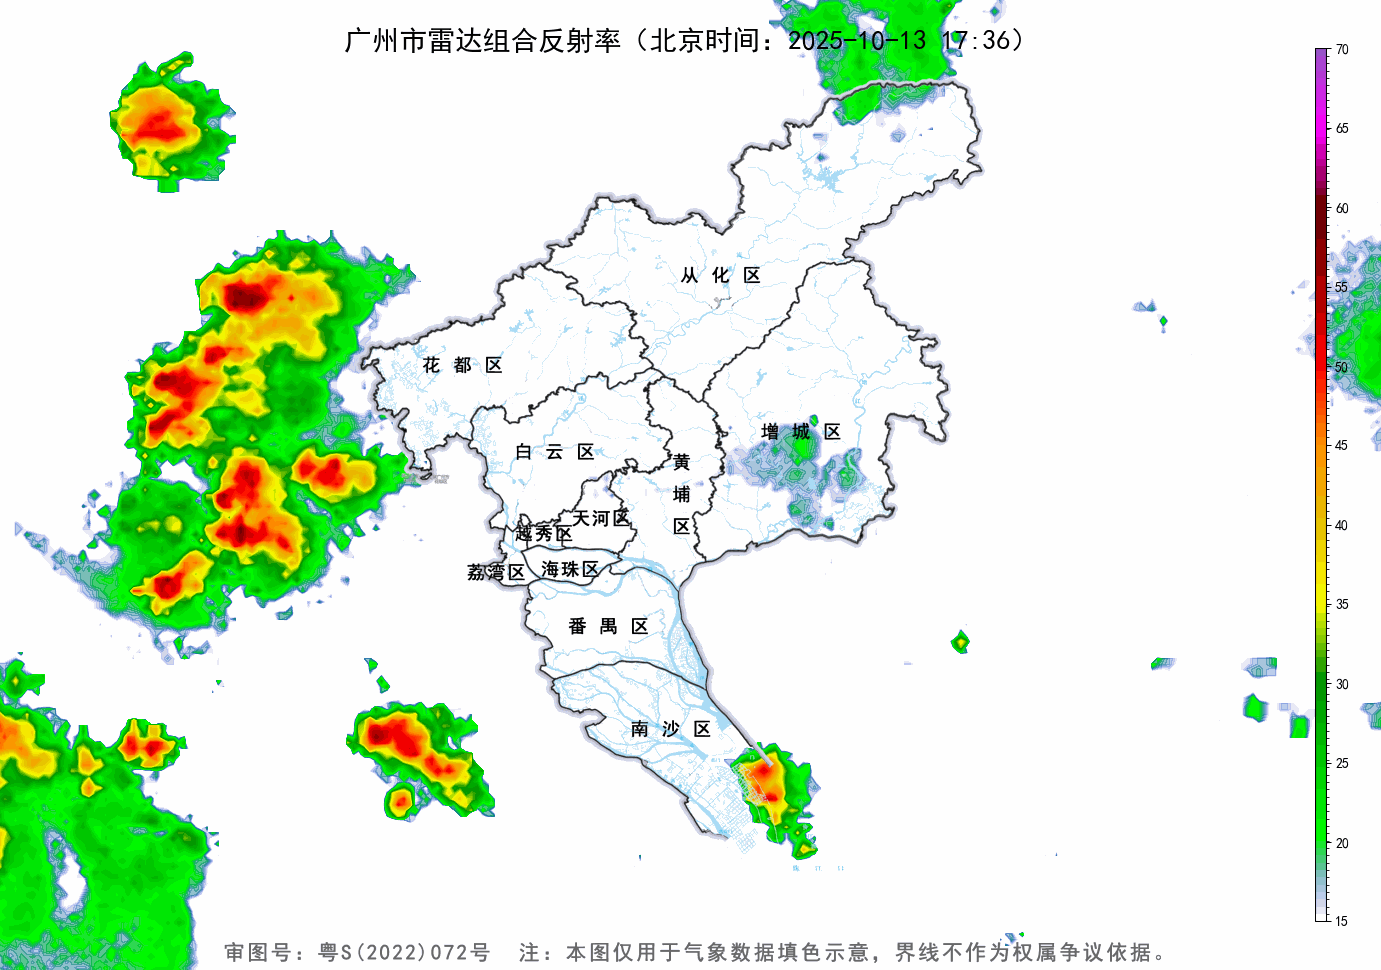 广州市雷达组合反射率（北京时间：2025-10-13 17:36）
70
65
60
55
50
45
40
35
30
25
20
15
从化区
花都区
增城区
白云区
黄埔区
天河区
越秀区
海珠区
荔湾区
番禺区
南沙区
审图号：粤S(2022)072号 注：本图仅用于气象数据填色示意，界线不作为权属争议依据。